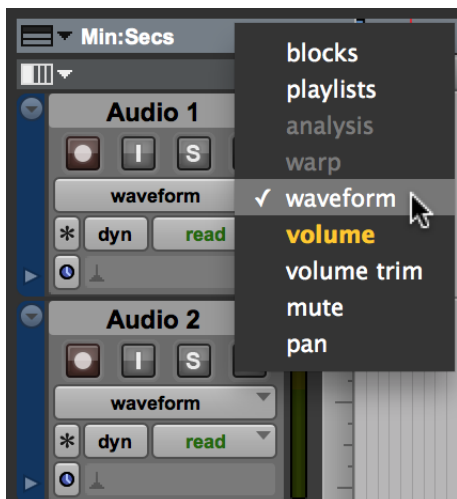 Min:Secs
blocks
playlists
analysis
warp
waveform
volume
volume trim
mute
pan
Audio 1
I S
waveform
* dyn read
Audio 2
I S
waveform
* dyn read